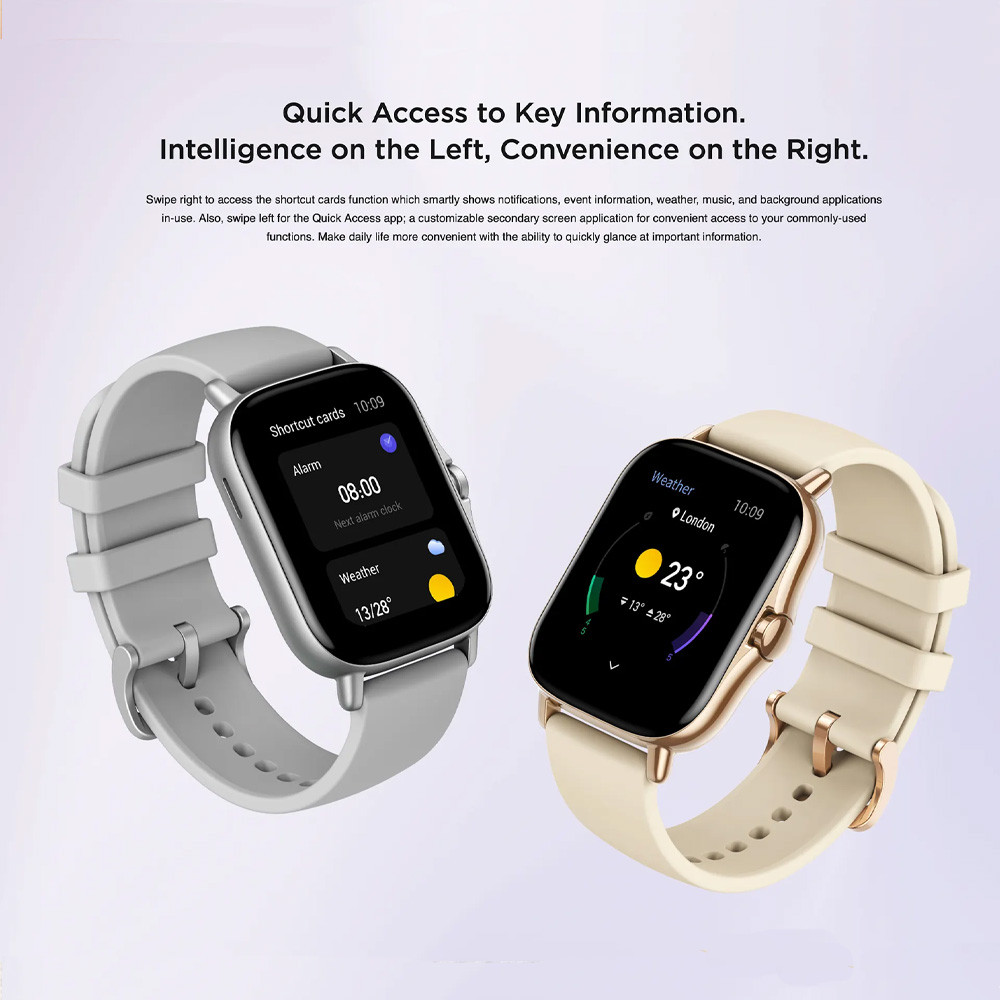 Quick Access to Key Information.
Intelligence on the Left, Convenience on the Right.
Swipe right to access the shortcut cards function which smartly shows notifications, event information, weather, music, and background applications
in-use. Also, swipe left for the Quick Access app; a customizable secondary screen application for convenient access to your commonly-used
functions. Make daily life more convenient with the ability to quickly glance at important information.
Shortcut cards 10:09
Alarm
08:00
Next alarm clock
Weather
13/28°
Weather
10:09
London
23°
13° 28°
4
5
5